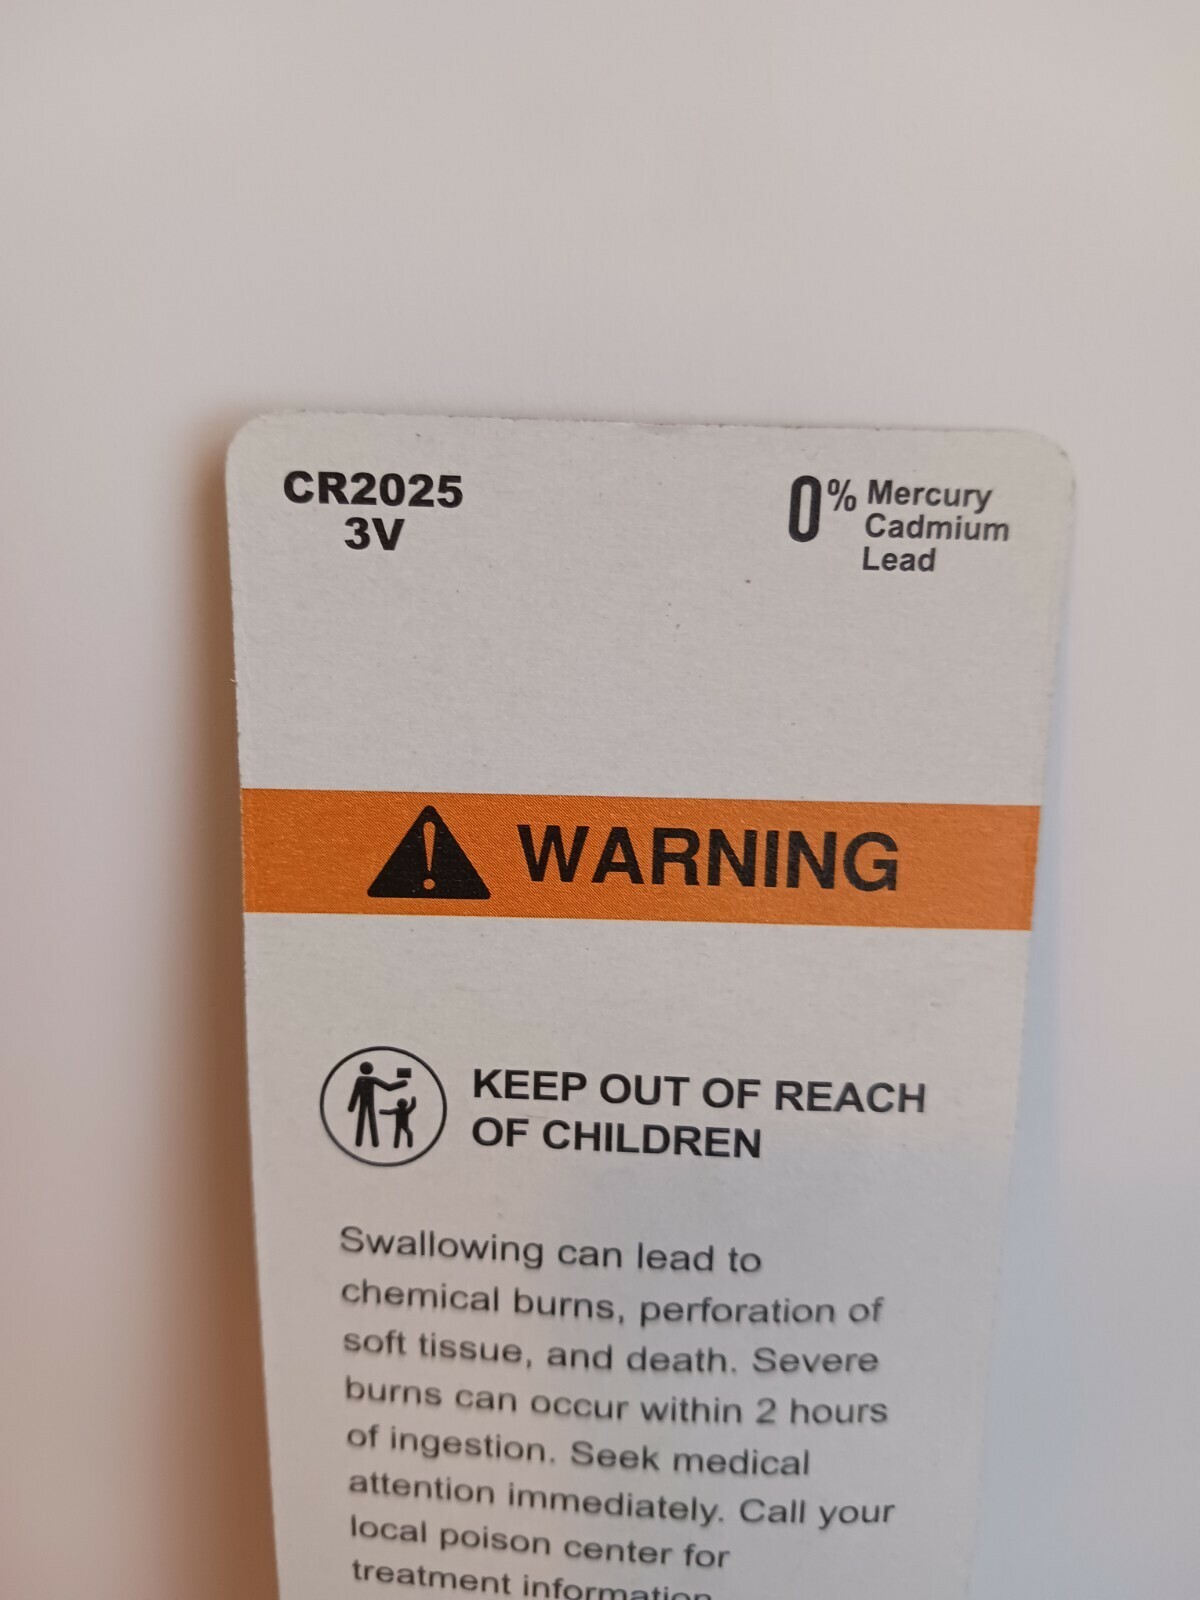 CR2025
3V
0% Mercury
Cadmium
Lead
WARNING
KEEP OUT OF REACH
OF CHILDREN
Swallowing can lead to
chemical burns, perforation of
soft tissue, and death. Severe
burns can occur within 2 hours
of ingestion. Seek medical
attention immediately. Call your
local poison center for
treatment information